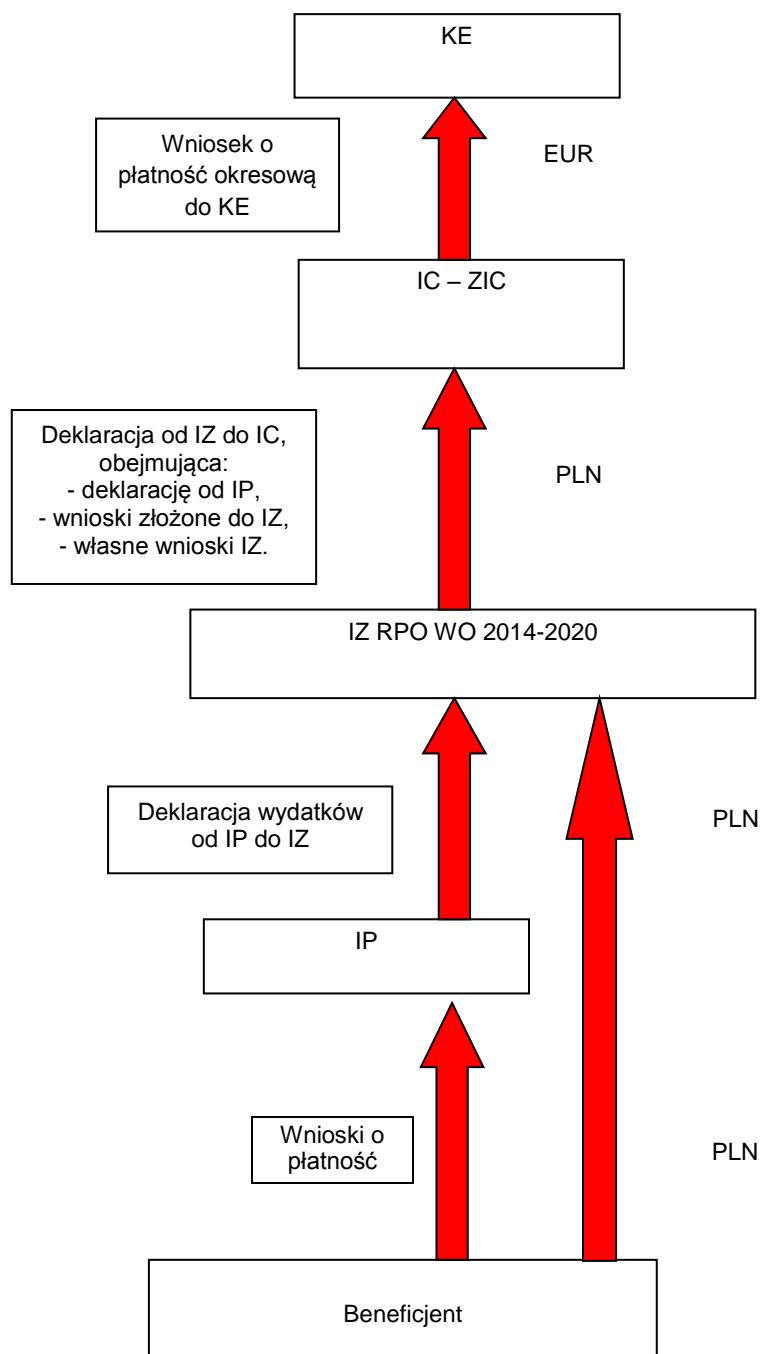 KE
Wniosek o
płatność okresową
do KE
EUR
IC – ZIC
Deklaracja od IZ do IC,
obejmująca:
- deklarację od IP,
- wnioski złożone do IZ,
- własne wnioski IZ.
PLN
IZ RPO WO 2014-2020
Deklaracja wydatków
od IP do IZ
PLN
IP
Wnioski o
płatność
PLN
Beneficjent